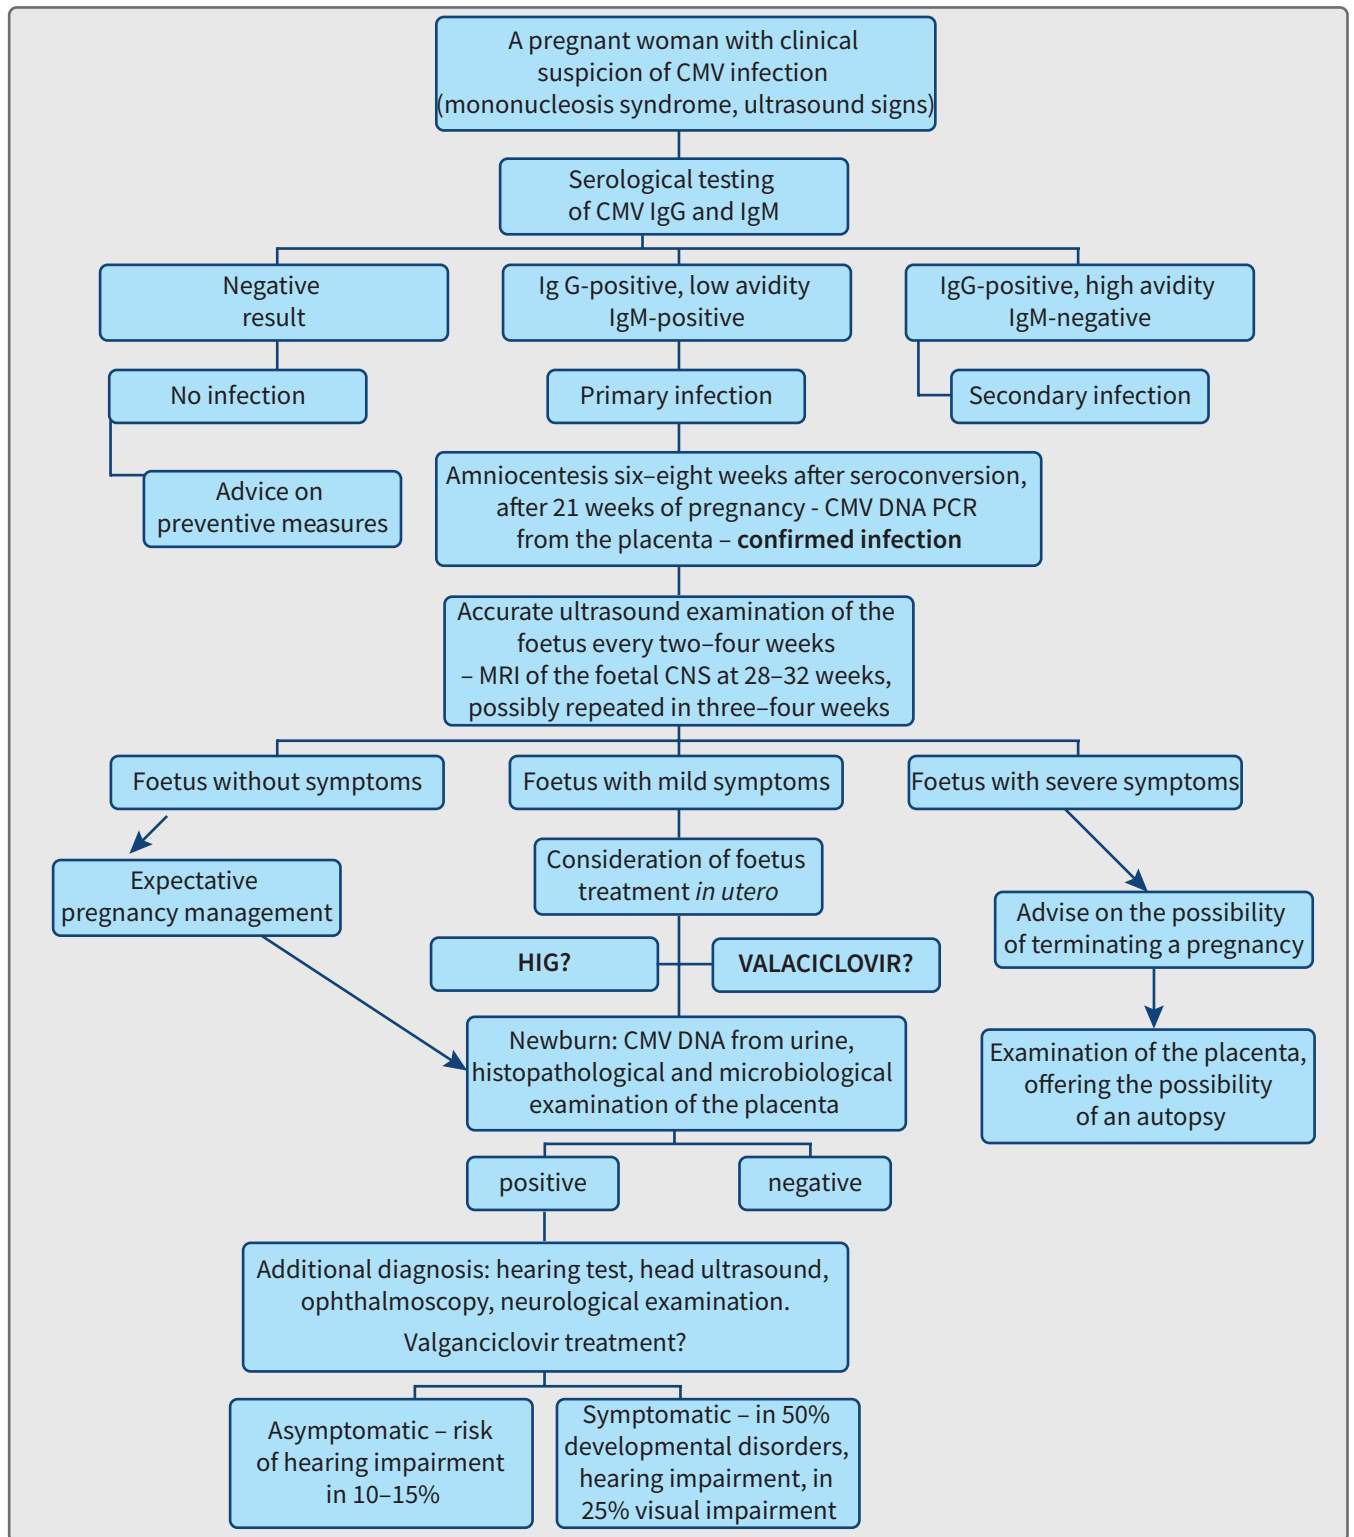 A pregnant woman with clinical
suspicion of CMV infection
(mononucleosis syndrome, ultrasound signs)
Serological testing
of CMV IgG and IgM
Negative
result
Ig G-positive, low avidity
IgM-positive
IgG-positive, high avidity
IgM-negative
No infection
Primary infection
Secondary infection
Advice on
preventive measures
Amniocentesis six–eight weeks after seroconversion,
after 21 weeks of pregnancy - CMV DNA PCR
from the placenta – confirmed infection
Accurate ultrasound examination of the
foetus every two–four weeks
– MRI of the foetal CNS at 28–32 weeks,
possibly repeated in three–four weeks
Foetus without symptoms
Foetus with mild symptoms
Foetus with severe symptoms
Expectative
pregnancy management
Consideration of foetus
treatment in utero
Advise on the possibility
of terminating a pregnancy
HIG?
VALACICLOVIR?
Newburn: CMV DNA from urine,
histopathological and microbiological
examination of the placenta
Examination of the placenta,
offering the possibility
of an autopsy
positive
negative
Additional diagnosis: hearing test, head ultrasound,
ophthalmoscopy, neurological examination.
Valganciclovir treatment?
Asymptomatic – risk
of hearing impairment
in 10–15%
Symptomatic – in 50%
developmental disorders,
hearing impairment, in
25% visual impairment